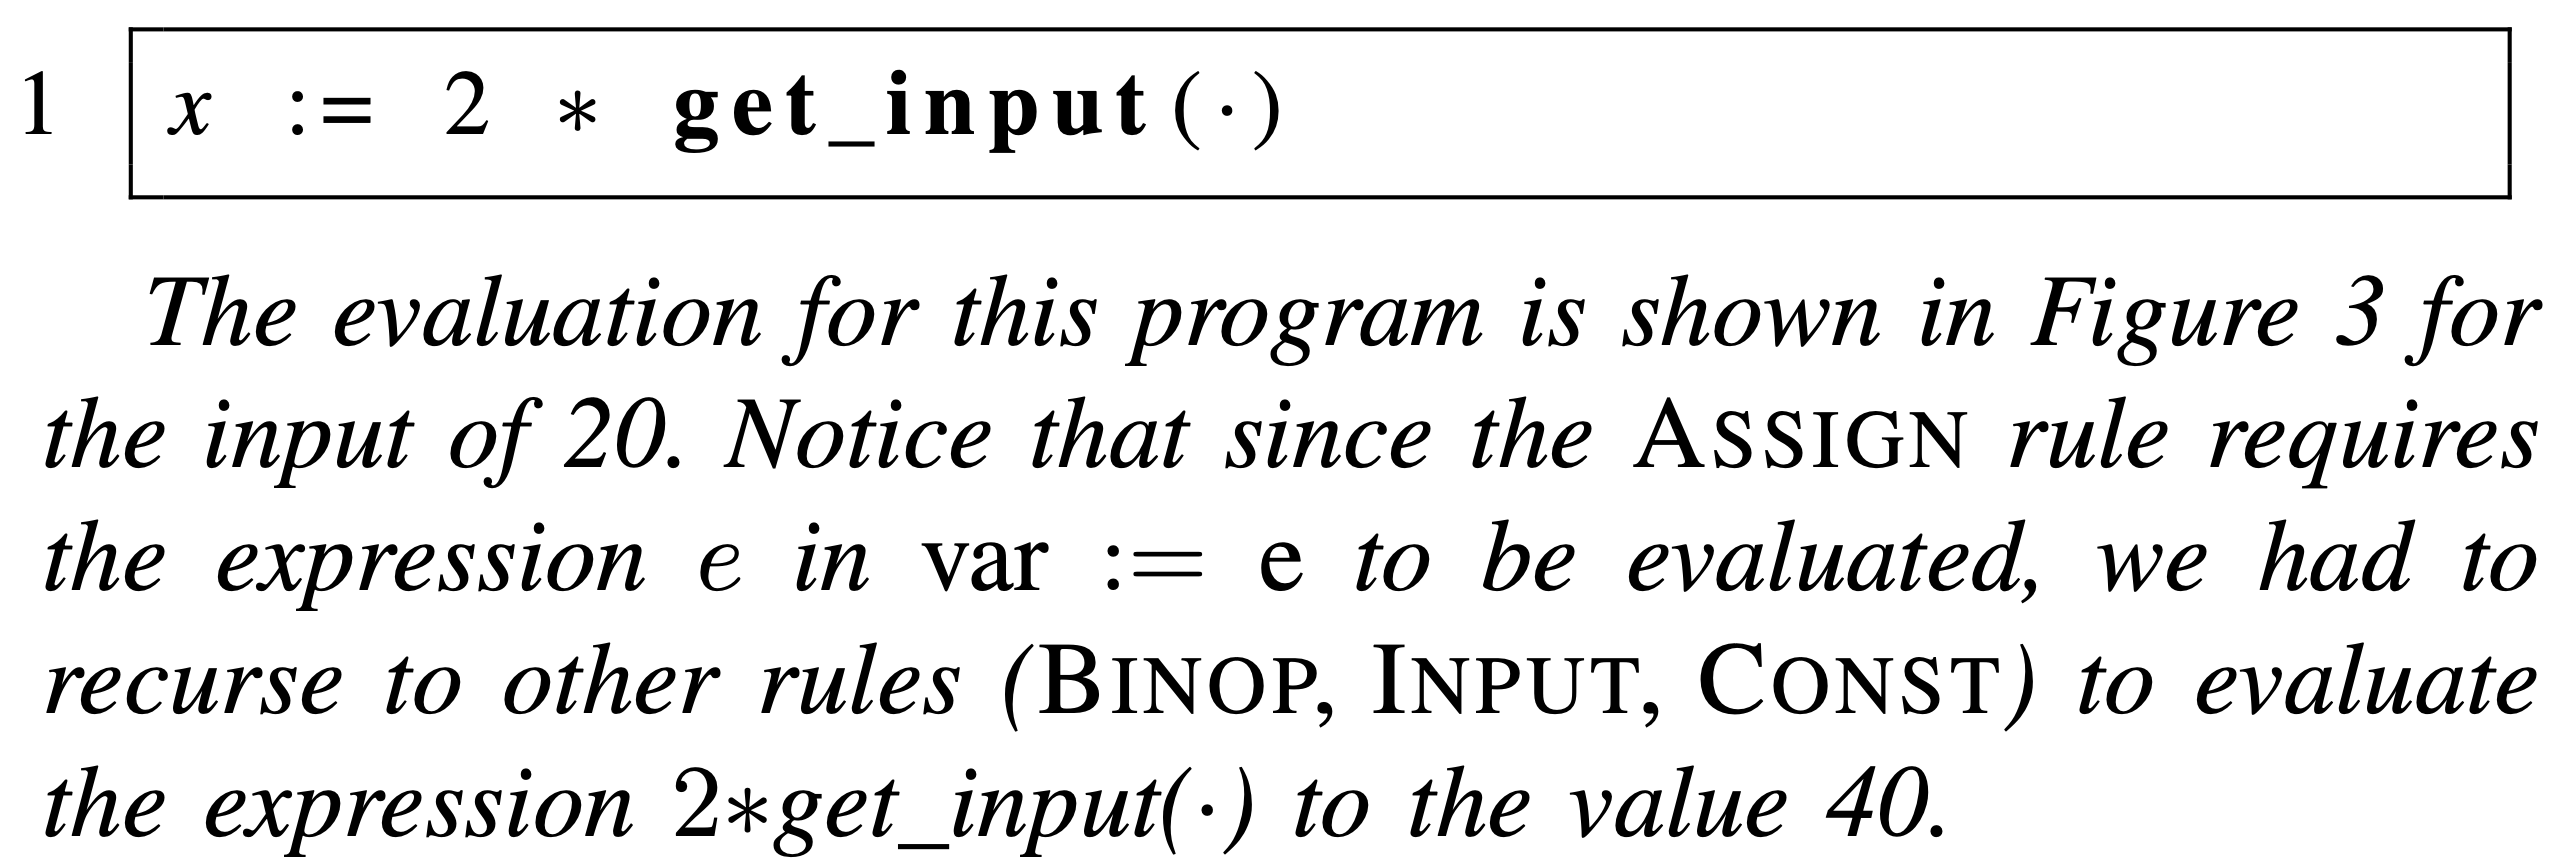 1 x := 2 * get_input(·)
The evaluation for this program is shown in Figure 3 for
the input of 20. Notice that since the ASSIGN rule requires
the expression e in var := e to be evaluated, we had to
recurse to other rules (BINOP, INPUT, CONST) to evaluate
the expression 2*get_input(·) to the value 40.